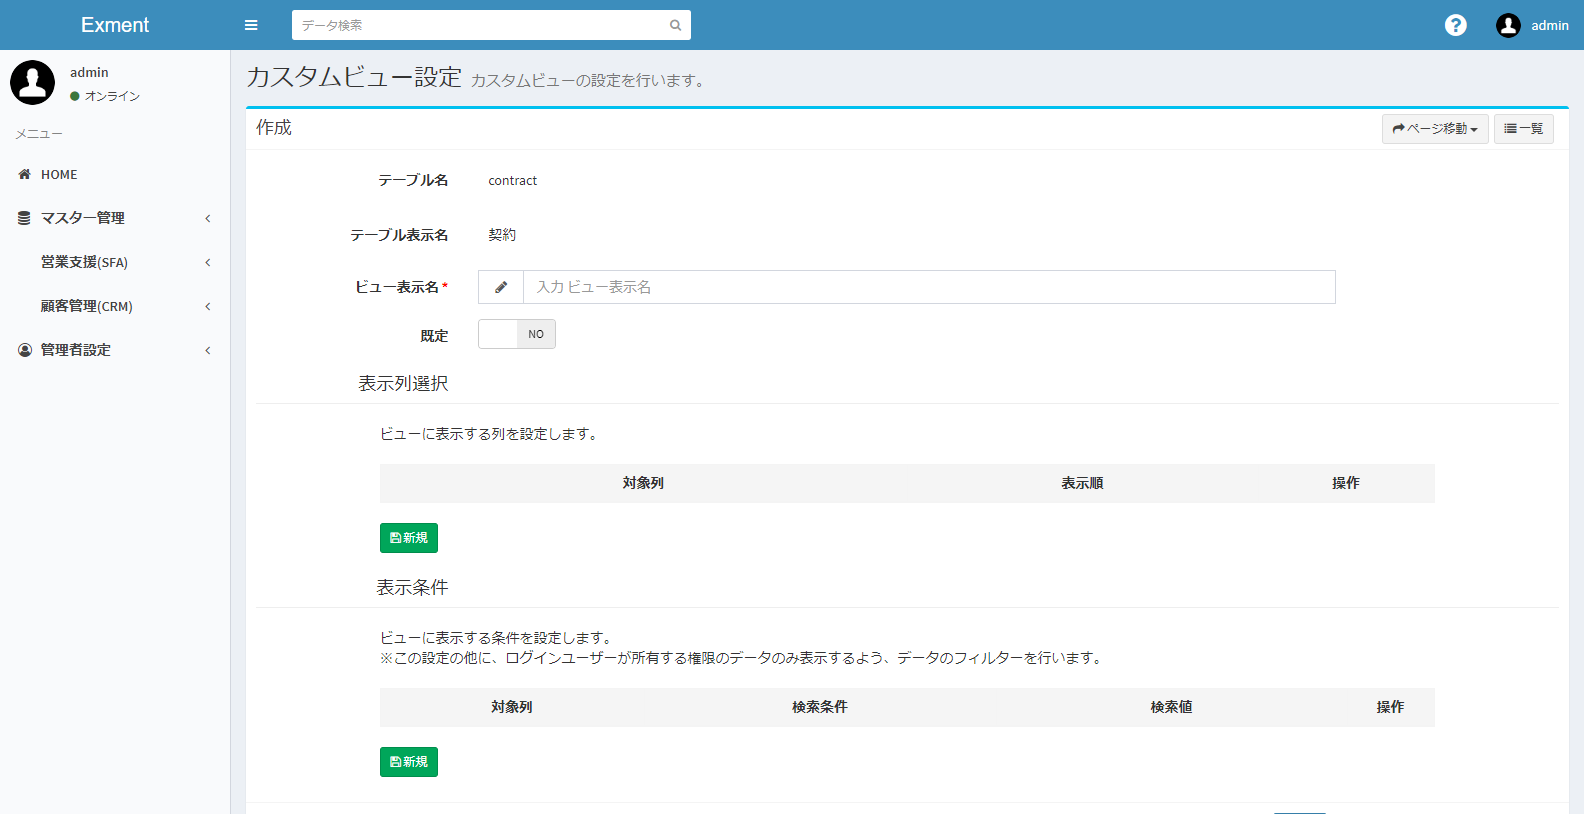 Exment
データ検索
admin
admin
オンライン
メニュー
HOME
マスター管理
営業支援(SFA)
顧客管理(CRM)
管理者設定
カスタムビュー設定 カスタムビューの設定を行います。
作成
ページ移動
一覧
テーブル名 contract
テーブル表示名 契約
ビュー表示名* 入力 ビュー表示名
既定 NO
表示列選択
ビューに表示する列を設定します。
対象列 表示順 操作
新規
表示条件
ビューに表示する条件を設定します。
※この設定の他に、ログインユーザーが所有する権限のデータのみ表示するよう、データのフィルターを行います。
対象列 検索条件 検索値 操作
新規